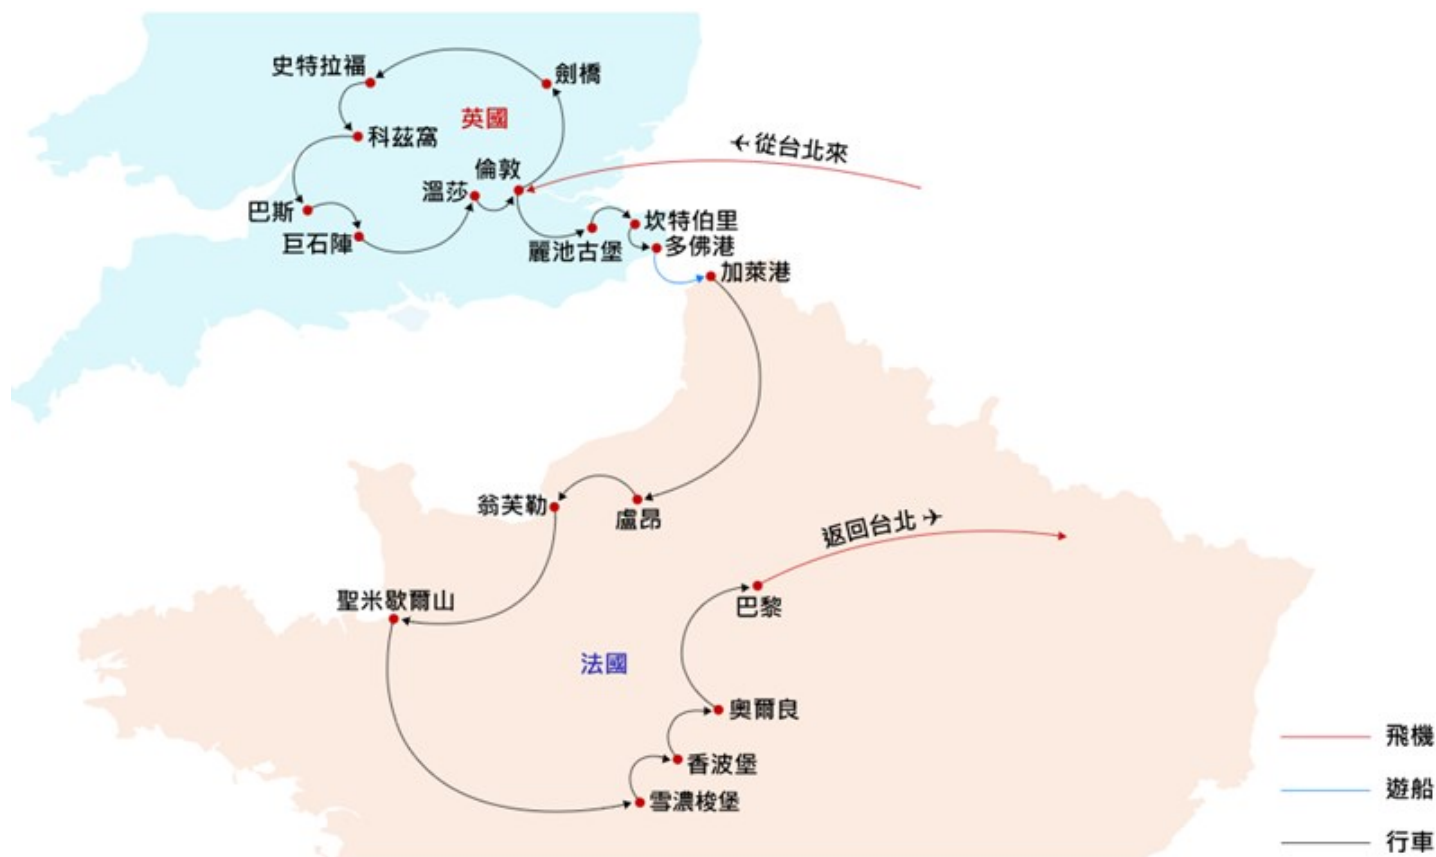 史特拉福
劍橋
英國
科茲窩
從台北來
倫敦
溫莎
巴斯
巨石陣
坎特伯里
麗池古堡
多佛港
加萊港
翁芙勒
盧昂
返回台北
聖米歇爾山
巴黎
法國
奧爾良
香波堡
雪濃梭堡
飛機
遊船
行車